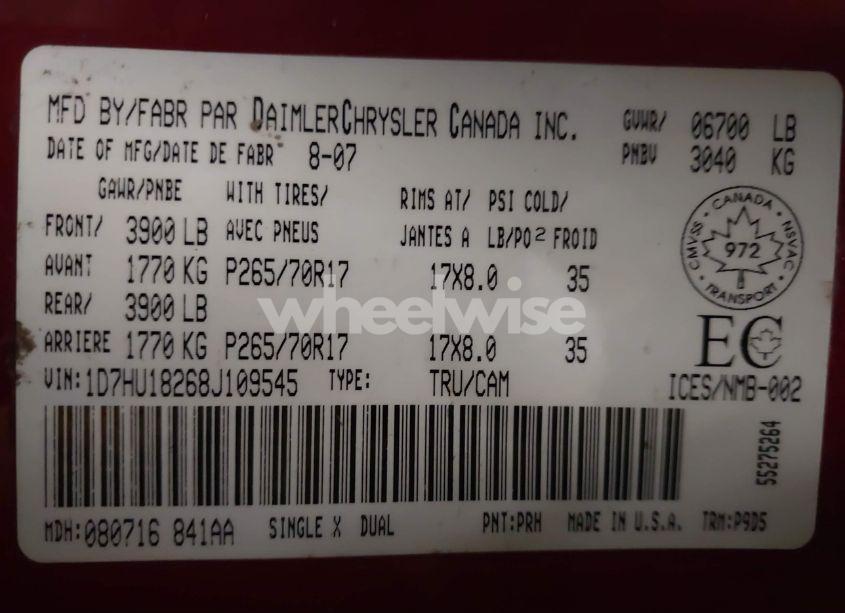 MFD BY/FABR PAR DAIMLERCHRYSLER CANADA INC. GVWR/ 06700 LB
DATE OF MFG/DATE DE FABR 8-07 PNBV 3040 KG
GAWR/PNBE WITH TIRES/ RIMS AT/ PSI COLD/
FRONT/ 3900 LB AVEC PNEUS JANTES A LB/PO² FROID
AVANT 1770 KG P265/70R17 17X8.0 35
REAR/ 3900 LB
ARRIERE 1770 KG P265/70R17 17X8.0 35
CANADA
CMVSS NSVAC
972
TRANSPORT
EC
ICES/NMB-002
VIN:1D7HU18268J109545 TYPE: TRU/CAM
55275264
MDH:080716 841AA SINGLE X DUAL PNT:PRH MADE IN U.S.A. TRM:P9D5
wheelwise